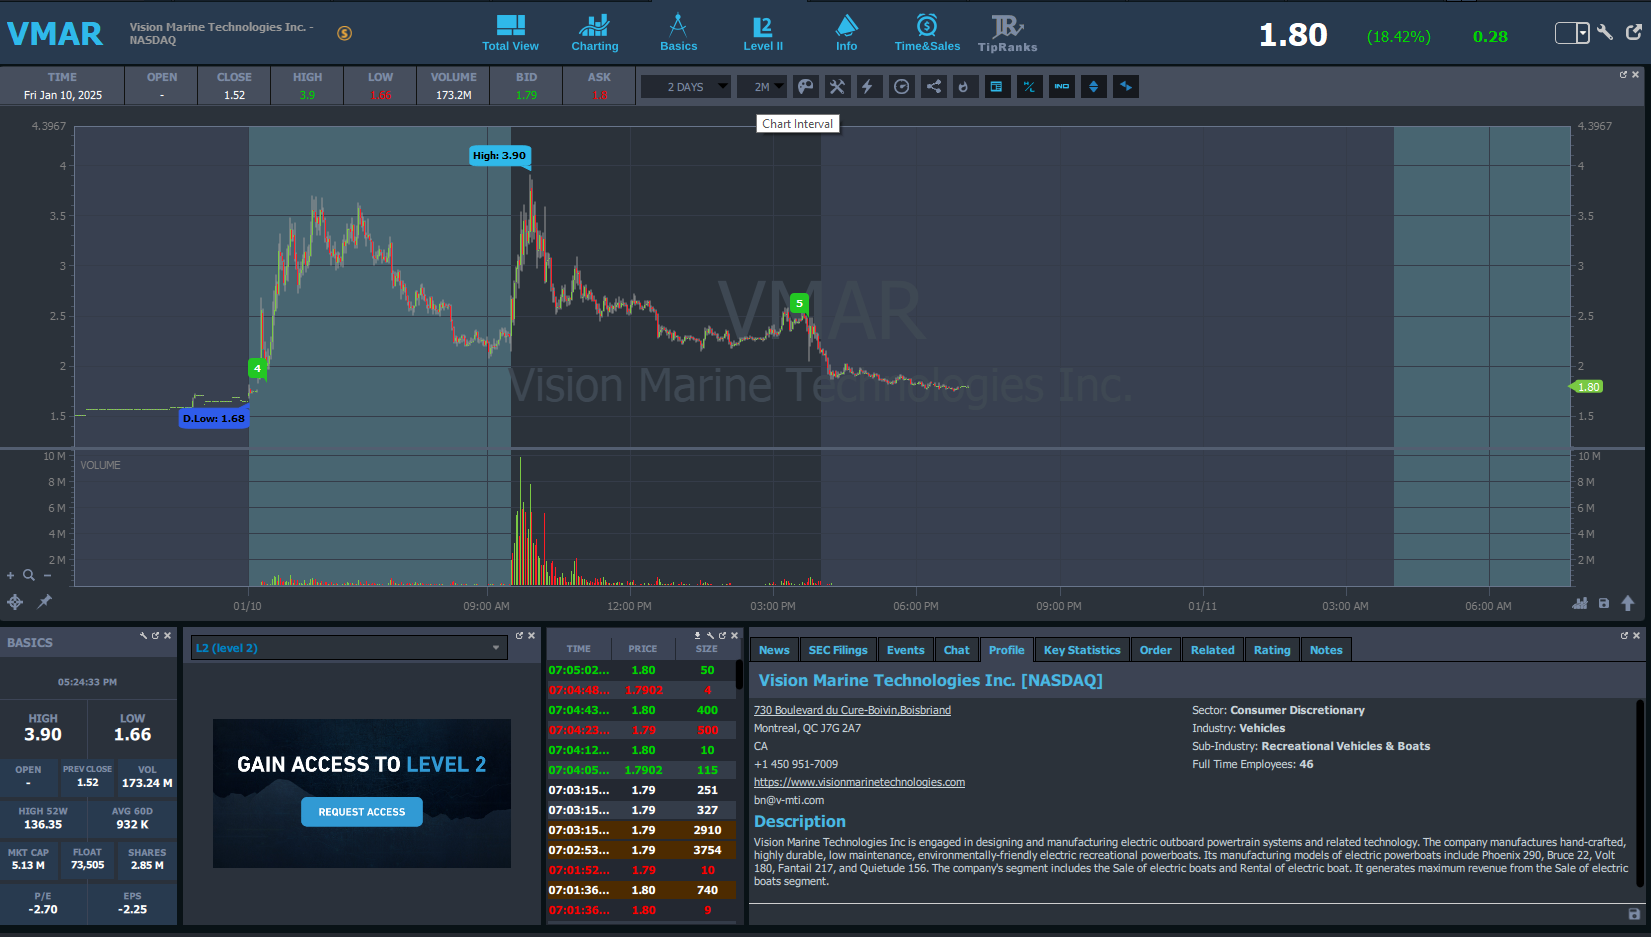 VMAR
Vision Marine Technologies Inc. -
NASDAQ
Total View
Charting
Basics
L2
Level II
Info
Time&Sales
TipRanks
1.80
(18.42%)
0.28
TIME OPEN CLOSE HIGH LOW VOLUME BID ASK
Fri Jan 10, 2025 - 1.52 3.9 1.66 173.2M 1.79 1.8
2 DAYS 2M
IND
Chart Interval
4.3967 4.3967
High: 3.90
4 4
3.5 3.5
3 3
5
2.5 2.5
4
2 2
1.80
1.5 1.5
D.Low: 1.68
VMAR
Vision Marine Technologies Inc.
10 M 10 M
VOLUME
8 M 8 M
6 M 6 M
4 M 4 M
2 M 2 M
01/10 09:00 AM 12:00 PM 03:00 PM 06:00 PM 09:00 PM 01/11 03:00 AM 06:00 AM
BASICS
05:24:33 PM
HIGH LOW
3.90 1.66
OPEN PREV CLOSE VOL
- 1.52 173.24 M
HIGH 52W AVG 60D
136.35 932 K
MKT CAP FLOAT SHARES
5.13 M 73,505 2.85 M
P/E EPS
-2.70 -2.25
L2 (level 2)
GAIN ACCESS TO LEVEL 2
REQUEST ACCESS
TIME PRICE SIZE
07:05:02... 1.80 50
07:04:48... 1.7902 4
07:04:43... 1.80 400
07:04:23... 1.79 500
07:04:12... 1.80 10
07:04:05... 1.7902 115
07:03:15... 1.79 251
07:03:15... 1.79 327
07:03:15... 1.79 2910
07:02:53... 1.79 3754
07:01:52... 1.79 10
07:01:36... 1.80 740
07:01:36... 1.80 9
News SEC Filings Events Chat Profile Key Statistics Order Related Rating Notes
Vision Marine Technologies Inc. [NASDAQ]
730 Boulevard du Cure-Boivin,Boisbriand
Montreal, QC J7G 2A7
CA
+1 450 951-7009
https://www.visionmarinetechnologies.com
bn@v-mti.com
Sector: Consumer Discretionary
Industry: Vehicles
Sub-Industry: Recreational Vehicles & Boats
Full Time Employees: 46
Description
Vision Marine Technologies Inc is engaged in designing and manufacturing electric outboard powertrain systems and related technology. The company manufactures hand-crafted,
highly durable, low maintenance, environmentally-friendly electric recreational powerboats. Its manufacturing models of electric powerboats include Phoenix 290, Bruce 22, Volt
180, Fantail 217, and Quietude 156. The company's segment includes the Sale of electric boats and Rental of electric boat. It generates maximum revenue from the Sale of electric
boats segment.